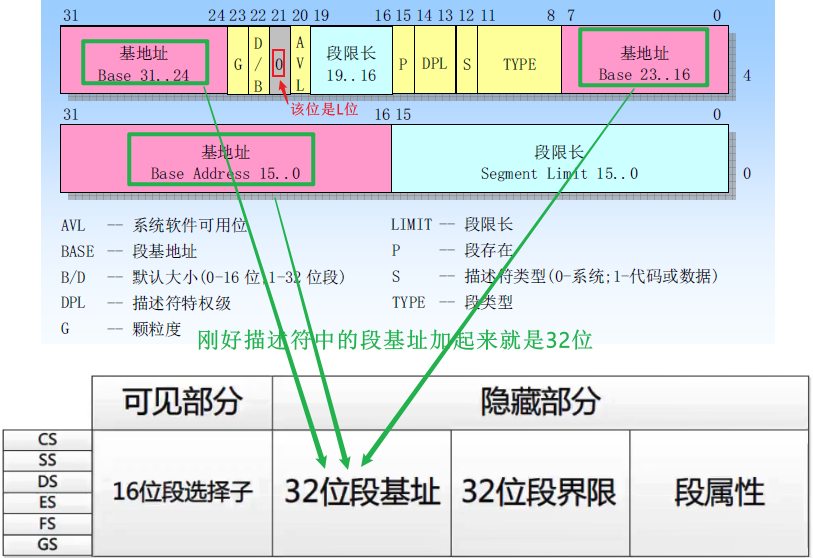 31 24 23 22 21 20 19 16 15 14 13 12 11 8 7 0
基地址
Base 31..24
G
D/B
0
AVL
段限长
19..16
P
DPL
S
TYPE
基地址
Base 23..16
4
该位是L位
31 16 15 0
基地址
Base Address 15..0
段限长
Segment Limit 15..0
0
AVL -- 系统软件可用位
LIMIT -- 段限长
BASE -- 段基地址
P -- 段存在
B/D -- 默认大小(0-16 位;1-32 位段)
S -- 描述符类型(0-系统;1-代码或数据)
DPL -- 描述符特权级
TYPE -- 段类型
G -- 颗粒度
刚好描述符中的段基址加起来就是32位
可见部分
隐藏部分
CS
SS
DS
ES
FS
GS
16位段选择子
32位段基址
32位段界限
段属性